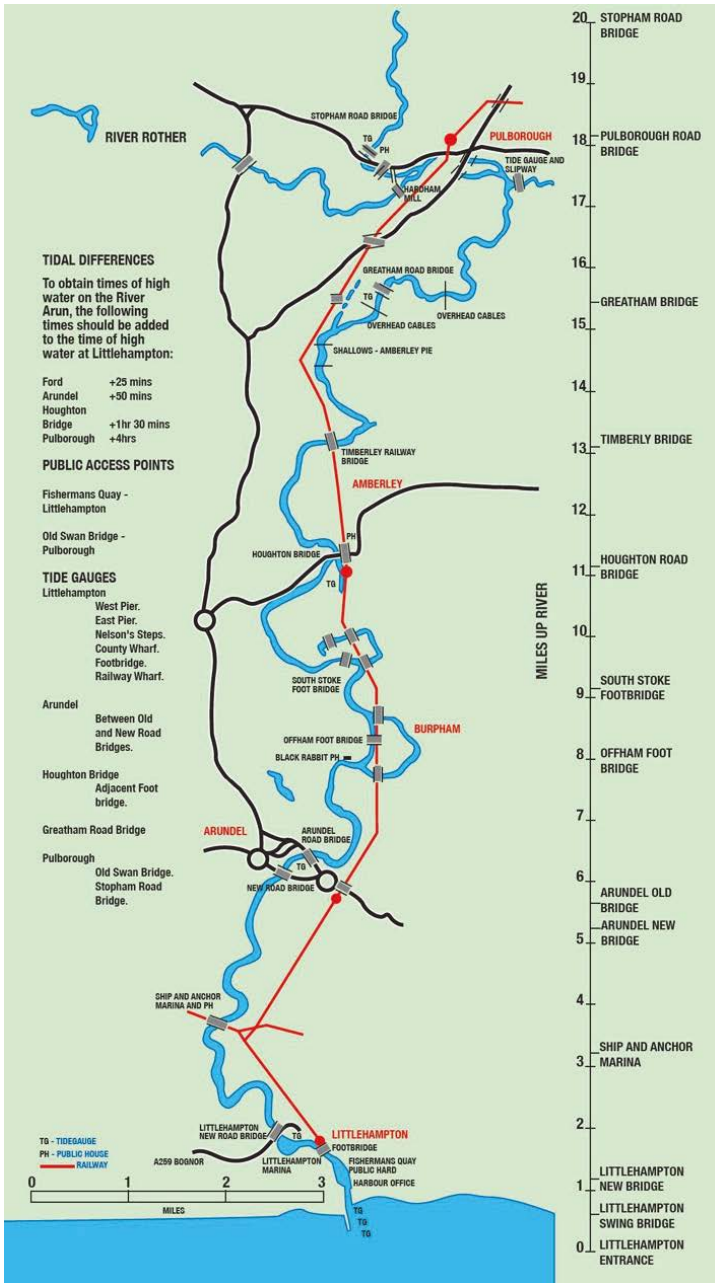 RIVER ROTHER
TIDAL DIFFERENCES
To obtain times of high
water on the River
Arun, the following
times should be added
to the time of high
water at Littlehampton:
Ford +25 mins
Arundel +50 mins
Houghton
Bridge +1hr 30 mins
Pulborough +4hrs
PUBLIC ACCESS POINTS
Fishermans Quay -
Littlehampton
Old Swan Bridge -
Pulborough
TIDE GAUGES
Littlehampton
West Pier.
East Pier.
Nelson's Steps.
County Wharf.
Footbridge.
Railway Wharf.
Arundel
Between Old
and New Road
Bridges.
Houghton Bridge
Adjacent Foot
bridge.
Greatham Road Bridge
Pulborough
Old Swan Bridge.
Stopham Road
Bridge.
STOPHAM ROAD BRIDGE
TG
PH
PULBOROUGH
TIDE GAUGE AND
SLIPWAY
HARDHAM
MILL
GREATHAM ROAD BRIDGE
TG
OVERHEAD CABLES
OVERHEAD CABLES
SHALLOWS - AMBERLEY PIE
TIMBERLEY RAILWAY
BRIDGE
AMBERLEY
PH
HOUGHTON BRIDGE
TG
SOUTH STOKE
FOOT BRIDGE
BURPHAM
OFFHAM FOOT BRIDGE
BLACK RABBIT PH
ARUNDEL
ARUNDEL
ROAD BRIDGE
TG
NEW ROAD BRIDGE
SHIP AND ANCHOR
MARINA AND PH
LITTLEHAMPTON
NEW ROAD BRIDGE
TG
LITTLEHAMPTON
FOOTBRIDGE
A259 BOGNOR
LITTLEHAMPTON
MARINA
FISHERMANS QUAY
PUBLIC HARD
HARBOUR OFFICE
TG
TG
TG
TG - TIDEGAUGE
PH - PUBLIC HOUSE
RAILWAY
0 1 2 3
MILES
MILES UP RIVER
20 STOPHAM ROAD
BRIDGE
19
18 PULBOROUGH ROAD
BRIDGE
17
16
GREATHAM BRIDGE
15
14
TIMBERLY BRIDGE
13
12
HOUGHTON ROAD
11 BRIDGE
10
SOUTH STOKE
9 FOOTBRIDGE
OFFHAM FOOT
8 BRIDGE
7
6
ARUNDEL OLD
BRIDGE
ARUNDEL NEW
5 BRIDGE
4
SHIP AND ANCHOR
3 MARINA
2
LITTLEHAMPTON
1 NEW BRIDGE
LITTLEHAMPTON
SWING BRIDGE
0 LITTLEHAMPTON
ENTRANCE